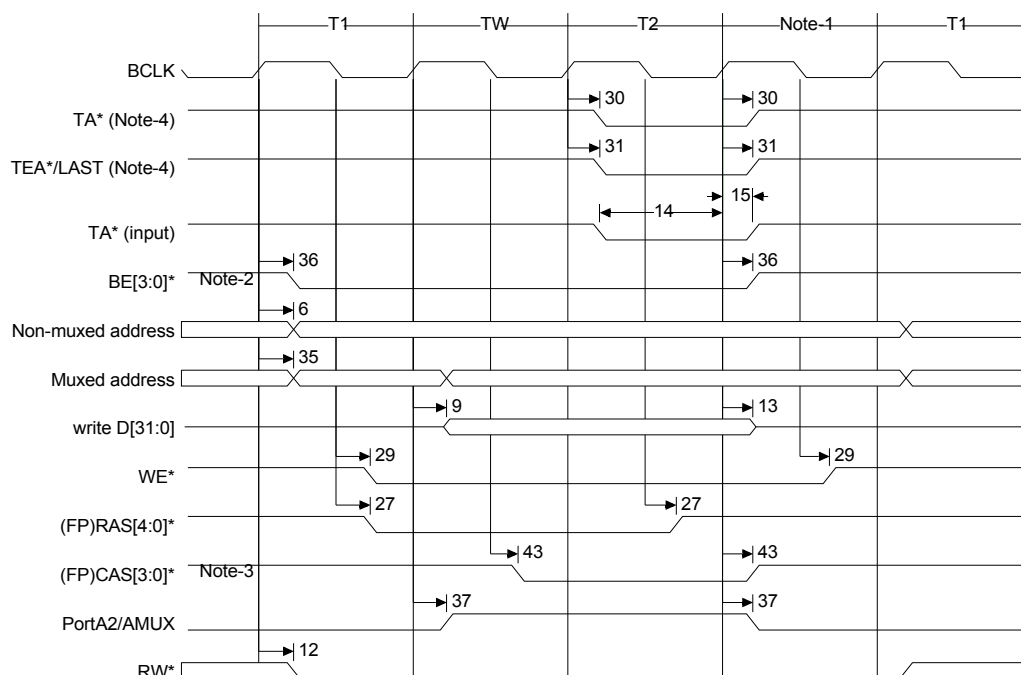 T1 TW T2 Note-1 T1
BCLK
30 30
TA* (Note-4)
31 31
TEA*/LAST (Note-4)
15
14
TA* (input)
36 36
BE[3:0]* Note-2
6
Non-muxed address
35
Muxed address
9 13
write D[31:0]
29 29
WE*
27 27
(FP)RAS[4:0]*
43 43
(FP)CAS[3:0]* Note-3
37 37
PortA2/AMUX
12
RW*